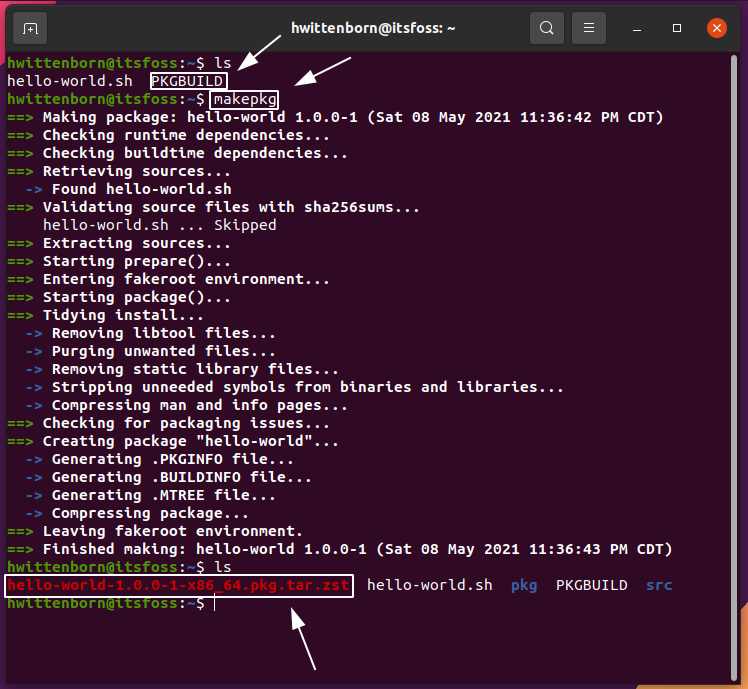 hwittenborn@itsfoss: ~
hwittenborn@itsfoss:~$ ls
hello-world.sh  PKGBUILD
hwittenborn@itsfoss:~$ makepkg
==> Making package: hello-world 1.0.0-1 (Sat 08 May 2021 11:36:42 PM CDT)
==> Checking runtime dependencies...
==> Checking buildtime dependencies...
==> Retrieving sources...
  -> Found hello-world.sh
==> Validating source files with sha256sums...
    hello-world.sh ... Skipped
==> Extracting sources...
==> Starting prepare()...
==> Entering fakeroot environment...
==> Starting package()...
==> Tidying install...
  -> Removing libtool files...
  -> Purging unwanted files...
  -> Removing static library files...
  -> Stripping unneeded symbols from binaries and libraries...
  -> Compressing man and info pages...
==> Checking for packaging issues...
==> Creating package "hello-world"...
  -> Generating .PKGINFO file...
  -> Generating .BUILDINFO file...
  -> Generating .MTREE file...
  -> Compressing package...
==> Leaving fakeroot environment.
==> Finished making: hello-world 1.0.0-1 (Sat 08 May 2021 11:36:43 PM CDT)
hwittenborn@itsfoss:~$ ls
hello-world-1.0.0-1-x86_64.pkg.tar.zst  hello-world.sh  pkg  PKGBUILD  src
hwittenborn@itsfoss:~$